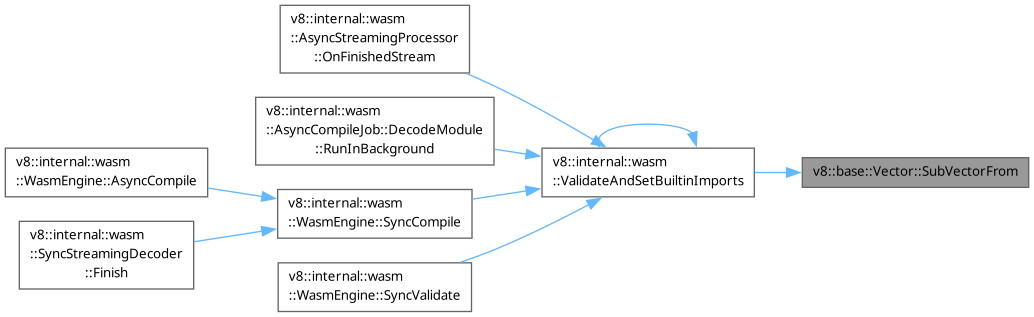 v8::internal::wasm
::AsyncStreamingProcessor
::OnFinishedStream
v8::internal::wasm
::AsyncCompileJob::DecodeModule
::RunInBackground
v8::internal::wasm
::WasmEngine::AsyncCompile
v8::internal::wasm
::ValidateAndSetBuiltinImports
v8::base::Vector::SubVectorFrom
v8::internal::wasm
::WasmEngine::SyncCompile
v8::internal::wasm
::SyncStreamingDecoder
::Finish
v8::internal::wasm
::WasmEngine::SyncValidate